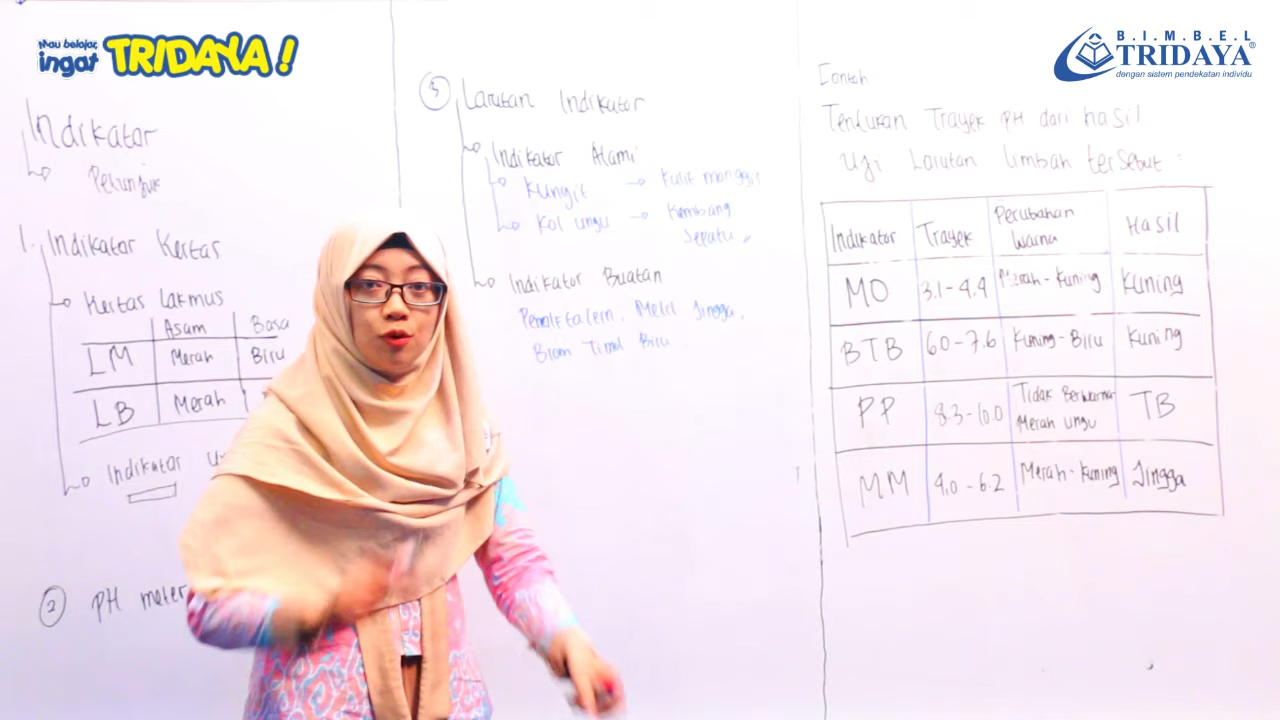 Mau belajar,
ingat TRIDAYA !
B.I.M.B.E.L
TRIDAYA®
dengan sistem pendekatan individu
Indikator
Petunjuk
1. Indikator Kertas
Kertas Lakmus
Asam Basa
LM Merah Biru
LB Merah
Indikator
2 PH meter
3 Larutan Indikator
Indikator Alami
Kunyit → Kulit manggis
Kol ungu → Kembang
Sepatu
Indikator Buatan
Metil Jingga,
Brom Timol Biru
Contoh
Tentukan Trayek PH dari hasil
Uji Larutan limbah tersebut :
Indikator Trayek Perubahan Warna Hasil
MO 3.1 - 4.4 Merah - Kuning Kuning
BTB 6.0 - 7.6 Kuning - Biru Kuning
PP 8.3 - 10.0 Tidak Berwarna Merah ungu TB
MM 4.0 - 6.2 Merah - Kuning Jingga